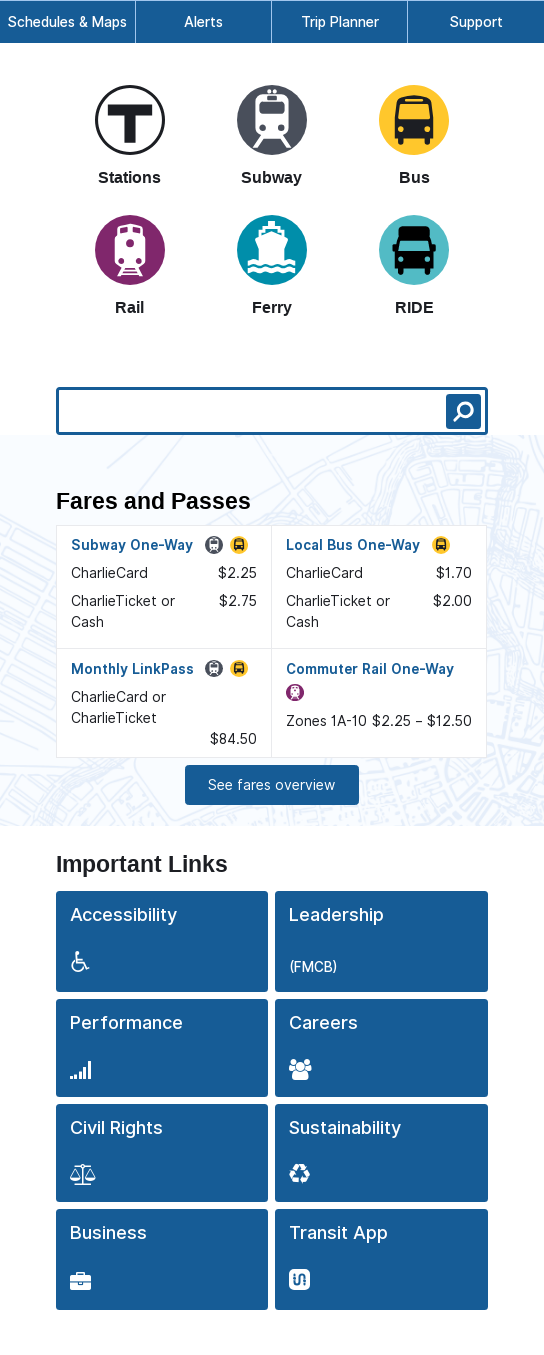 Schedules & Maps Alerts Trip Planner Support
T
Stations Subway Bus
Rail Ferry RIDE
Fares and Passes
Subway One-Way
CharlieCard $2.25
CharlieTicket or $2.75
Cash
Local Bus One-Way
CharlieCard $1.70
CharlieTicket or $2.00
Cash
Monthly LinkPass
CharlieCard or
CharlieTicket
$84.50
Commuter Rail One-Way
Zones 1A-10 $2.25 – $12.50
See fares overview
Important Links
Accessibility
Leadership
(FMCB)
Performance
Careers
Civil Rights
Sustainability
Business
Transit App